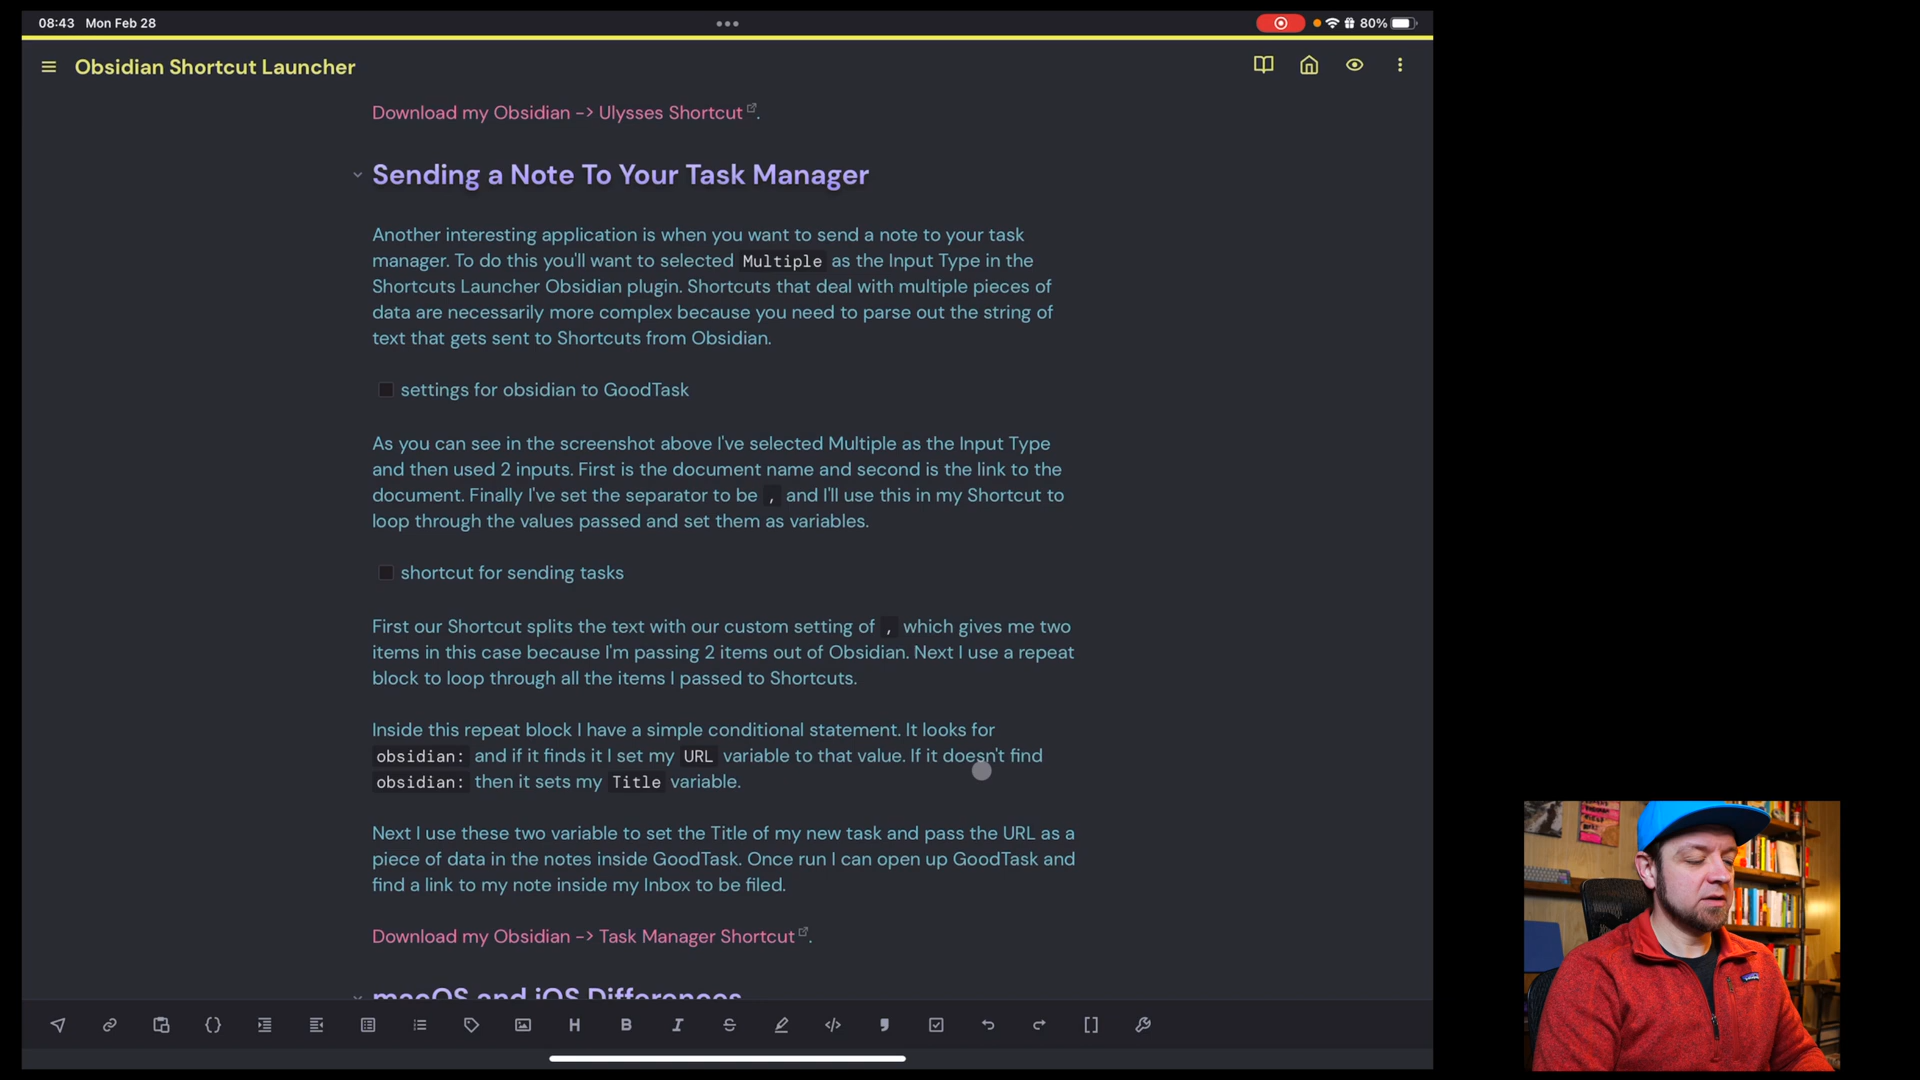 08:43 Mon Feb 28
80%
Obsidian Shortcut Launcher
Download my Obsidian -> Ulysses Shortcut.
Sending a Note To Your Task Manager
Another interesting application is when you want to send a note to your task
manager. To do this you'll want to selected Multiple as the Input Type in the
Shortcuts Launcher Obsidian plugin. Shortcuts that deal with multiple pieces of
data are necessarily more complex because you need to parse out the string of
text that gets sent to Shortcuts from Obsidian.
settings for obsidian to GoodTask
As you can see in the screenshot above I've selected Multiple as the Input Type
and then used 2 inputs. First is the document name and second is the link to the
document. Finally I've set the separator to be , and I'll use this in my Shortcut to
loop through the values passed and set them as variables.
shortcut for sending tasks
First our Shortcut splits the text with our custom setting of , which gives me two
items in this case because I'm passing 2 items out of Obsidian. Next I use a repeat
block to loop through all the items I passed to Shortcuts.
Inside this repeat block I have a simple conditional statement. It looks for
obsidian: and if it finds it I set my URL variable to that value. If it doesn't find
obsidian: then it sets my Title variable.
Next I use these two variable to set the Title of my new task and pass the URL as a
piece of data in the notes inside GoodTask. Once run I can open up GoodTask and
find a link to my note inside my Inbox to be filed.
Download my Obsidian -> Task Manager Shortcut.
macOS and iOS Differences